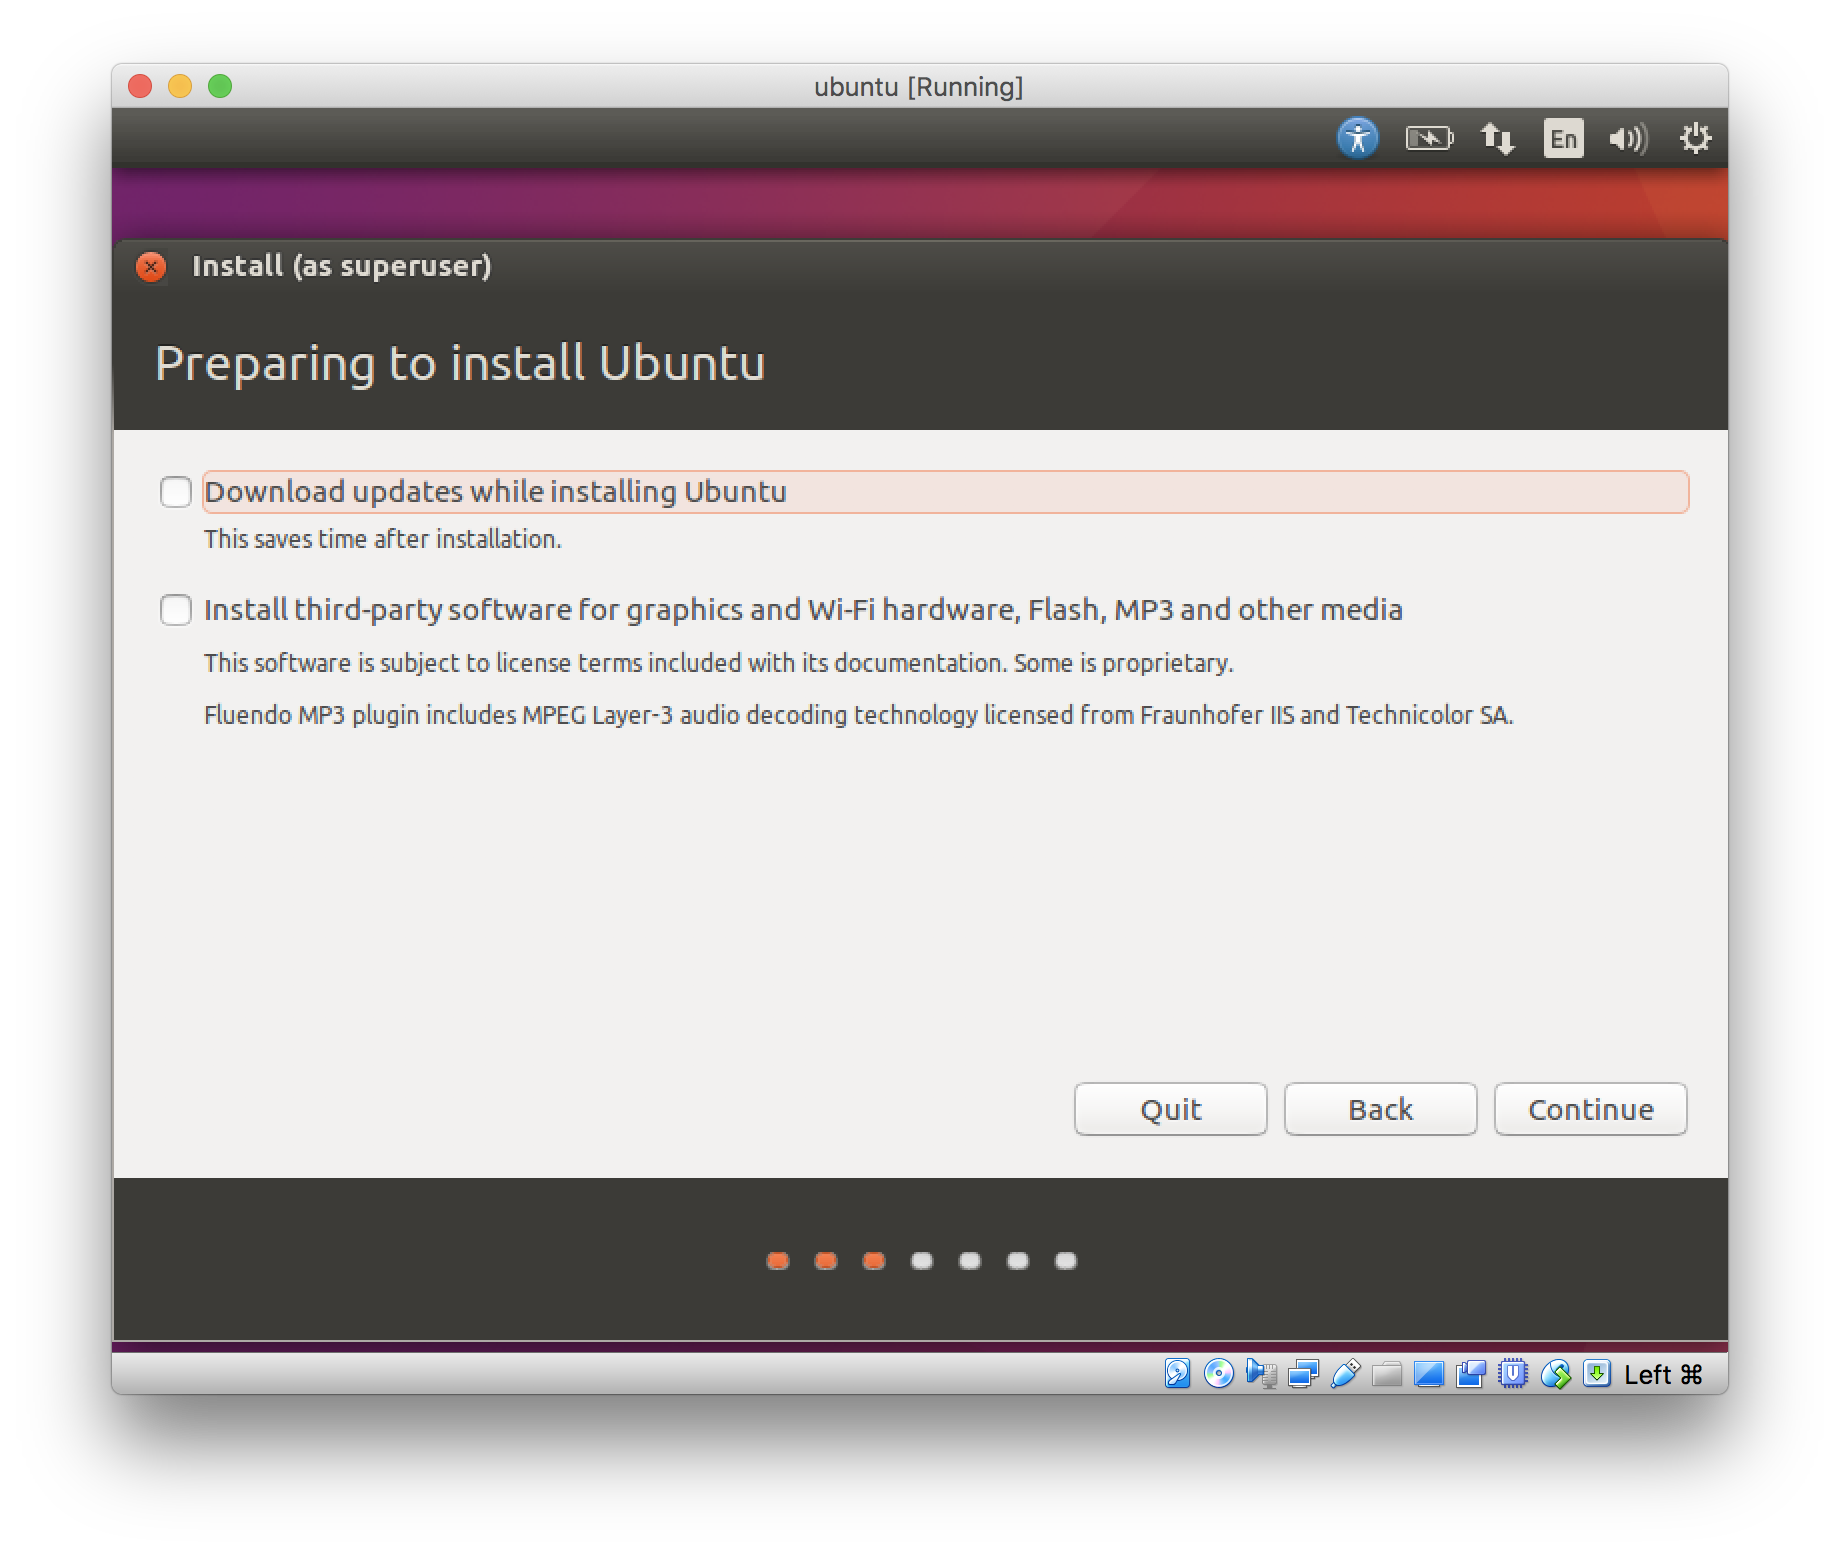 ubuntu [Running]
En
Install (as superuser)
Preparing to install Ubuntu
Download updates while installing Ubuntu
This saves time after installation.
Install third-party software for graphics and Wi-Fi hardware, Flash, MP3 and other media
This software is subject to license terms included with its documentation. Some is proprietary.
Fluendo MP3 plugin includes MPEG Layer-3 audio decoding technology licensed from Fraunhofer IIS and Technicolor SA.
Quit Back Continue
Left ⌘